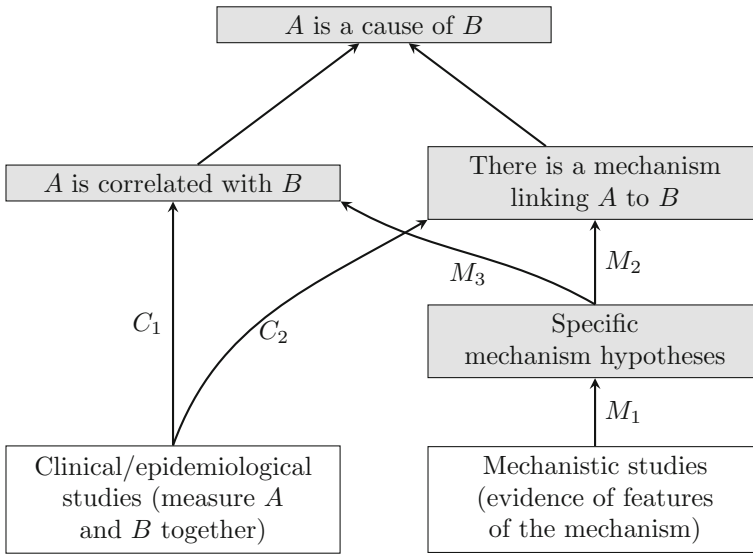 A is a cause of B
A is correlated with B
There is a mechanism
linking A to B
M₃
M₂
C₁
C₂
Specific
mechanism hypotheses
M₁
Clinical/epidemiological
studies (measure A
and B together)
Mechanistic studies
(evidence of features
of the mechanism)